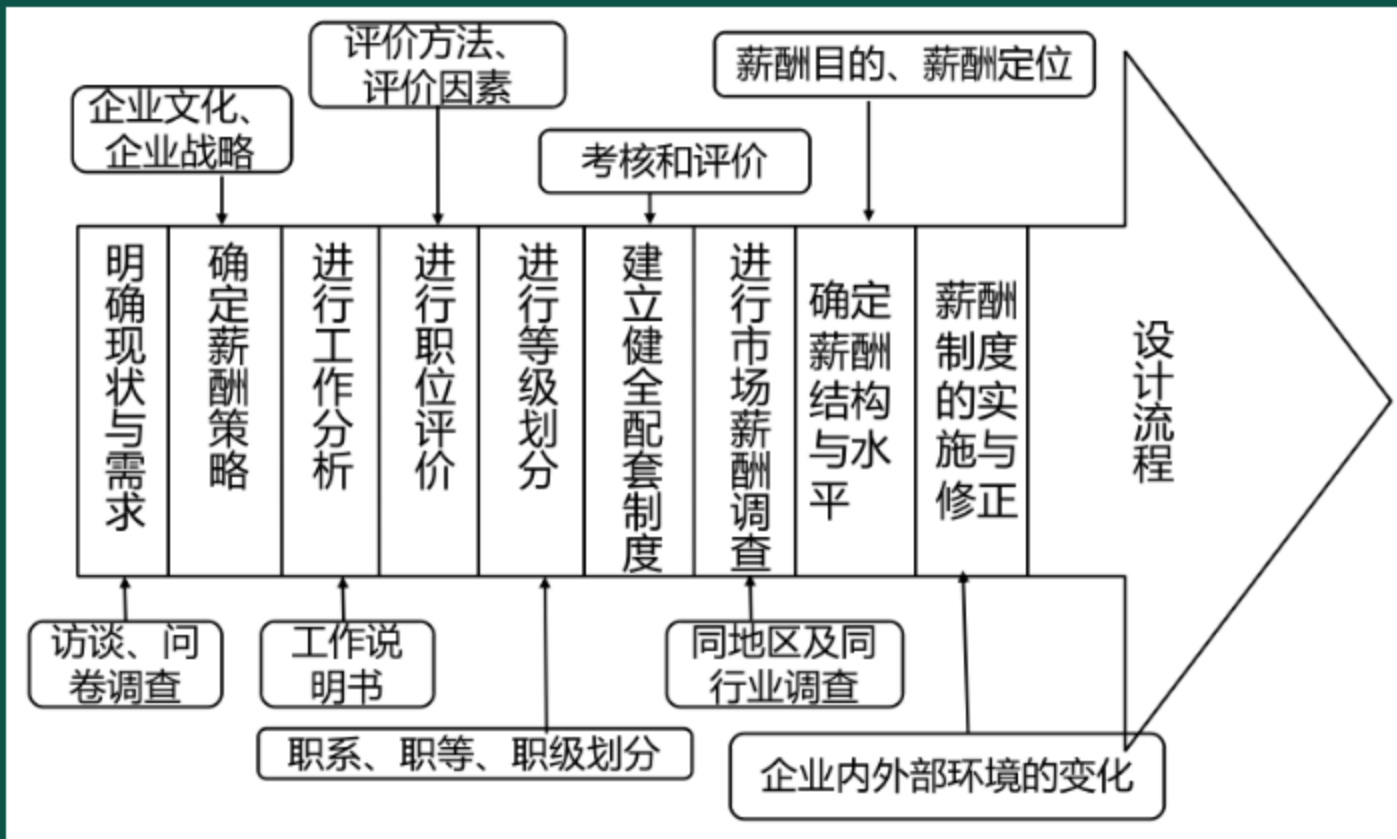 评价方法、
评价因素
薪酬目的、薪酬定位
企业文化、
企业战略
考核和评价
明确现状与需求
确定薪酬策略
进行工作分析
进行职位评价
进行等级划分
建立健全配套制度
进行市场薪酬调查
确定
薪酬
结构
与水
平
薪酬
制度
的实
施与
修正
设计流程
访谈、问
卷调查
工作说
明书
同地区及同
行业调查
职系、职等、职级划分
企业内外部环境的变化